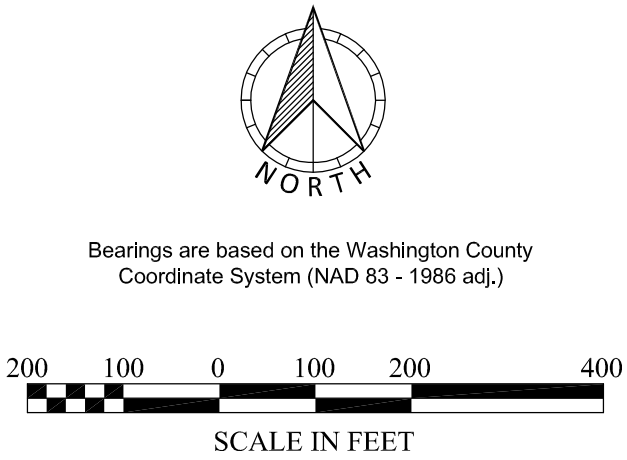 NORTH
Bearings are based on the Washington County
Coordinate System (NAD 83 - 1986 adj.)
200 100 0 100 200 400
SCALE IN FEET